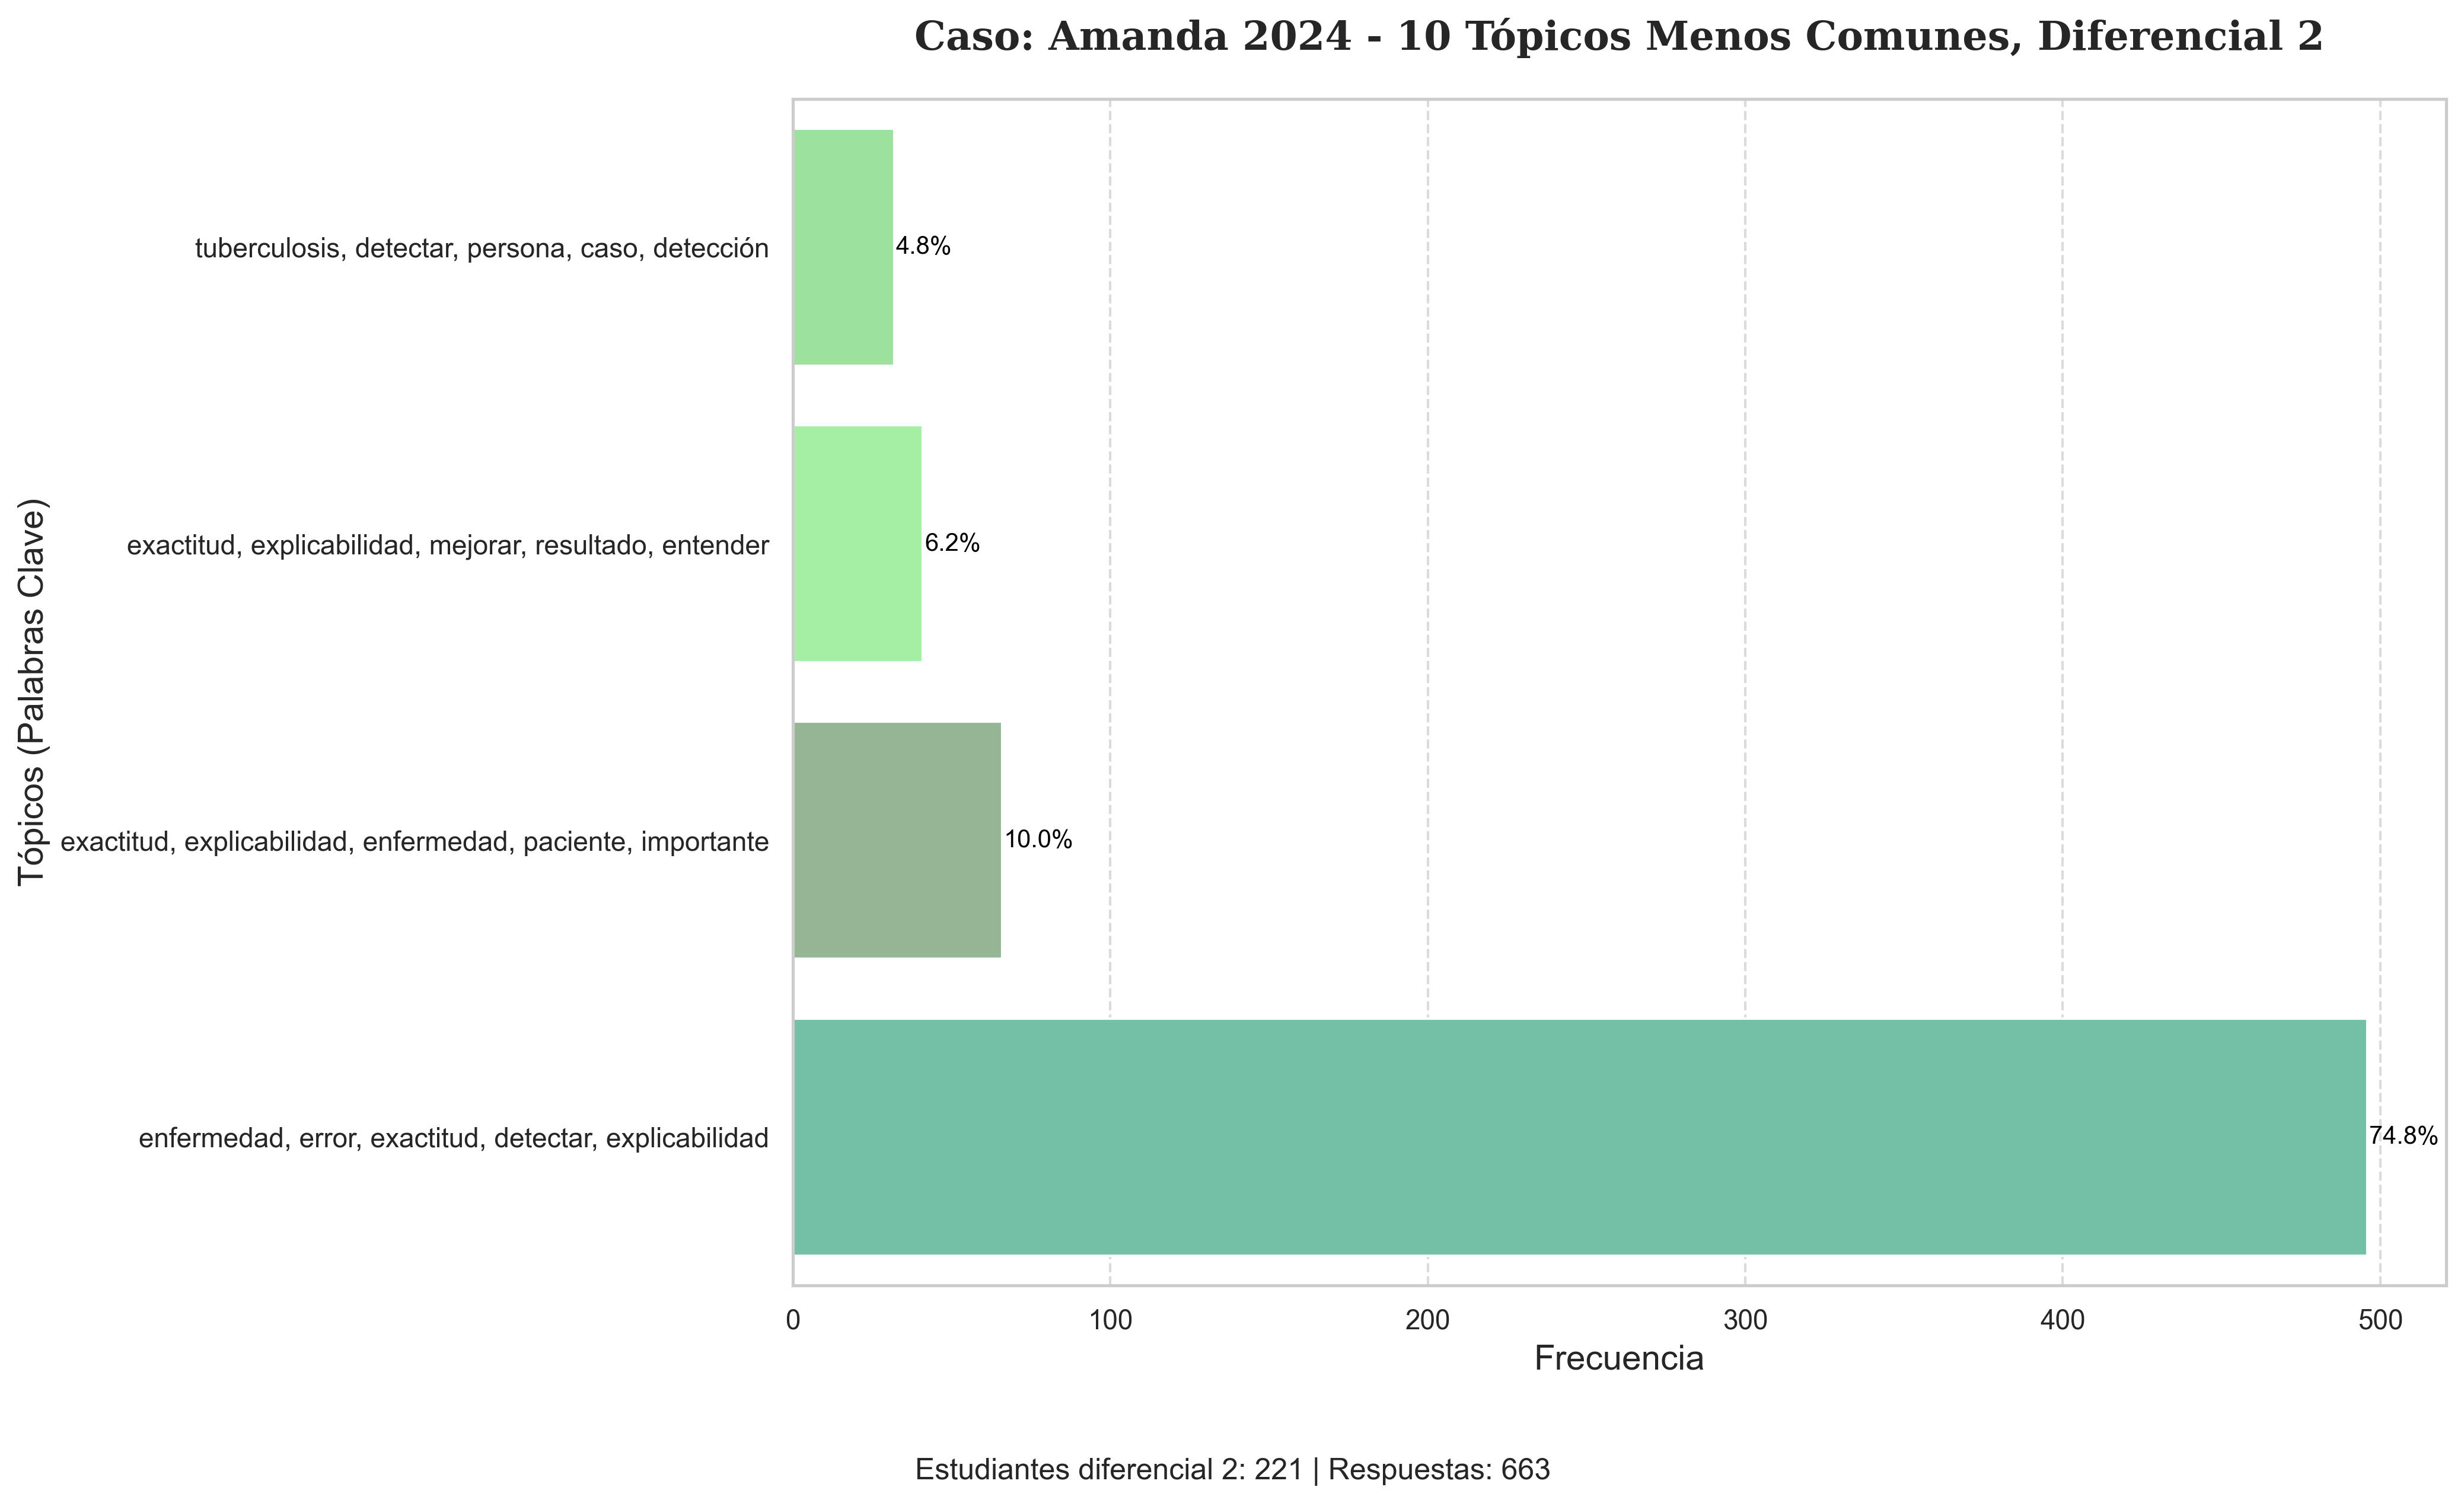 Caso: Amanda 2024 - 10 Tópicos Menos Comunes, Diferencial 2
Tópicos (Palabras Clave)
tuberculosis, detectar, persona, caso, detección
4.8%
exactitud, explicabilidad, mejorar, resultado, entender
6.2%
exactitud, explicabilidad, enfermedad, paciente, importante
10.0%
enfermedad, error, exactitud, detectar, explicabilidad
74.8%
0 100 200 300 400 500
Frecuencia
Estudiantes diferencial 2: 221 | Respuestas: 663